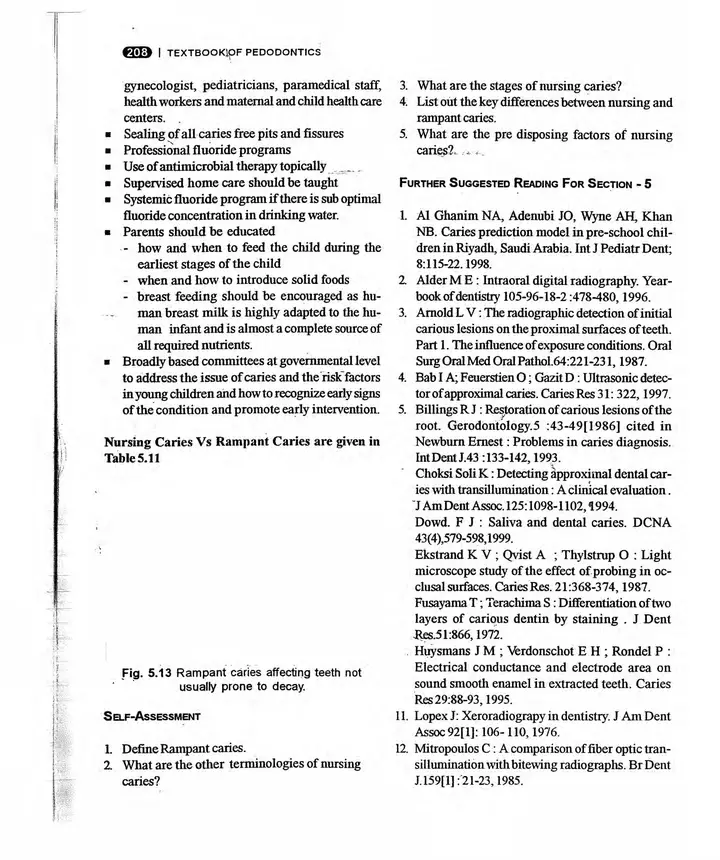 208 | TEXTBOOK OF PEDODONTICS
gynecologist, pediatricians, paramedical staff,
health workers and maternal and child health care
centers.
▪ Sealing of all caries free pits and fissures
▪ Professional fluoride programs
▪ Use of antimicrobial therapy topically
▪ Supervised home care should be taught
▪ Systemic fluoride program if there is sub optimal
fluoride concentration in drinking water.
▪ Parents should be educated
- how and when to feed the child during the
earliest stages of the child
- when and how to introduce solid foods
- breast feeding should be encouraged as hu-
man breast milk is highly adapted to the hu-
man infant and is almost a complete source of
all required nutrients.
▪ Broadly based committees at governmental level
to address the issue of caries and the risk factors
in young children and how to recognize early signs
of the condition and promote early intervention.
Nursing Caries Vs Rampant Caries are given in
Table 5.11
Fig. 5.13 Rampant caries affecting teeth not
usually prone to decay.
SELF-ASSESSMENT
1. Define Rampant caries.
2. What are the other terminologies of nursing
caries?
3. What are the stages of nursing caries?
4. List out the key differences between nursing and
rampant caries.
5. What are the pre disposing factors of nursing
caries?
FURTHER SUGGESTED READING FOR SECTION - 5
1. Al Ghanim NA, Adenubi JO, Wyne AH, Khan
NB. Caries prediction model in pre-school chil-
dren in Riyadh, Saudi Arabia. Int J Pediatr Dent;
8:115-22. 1998.
2. Alder M E : Intraoral digital radiography. Year-
book of dentistry 105-96-18-2 :478-480, 1996.
3. Arnold L V : The radiographic detection of initial
carious lesions on the proximal surfaces of teeth.
Part 1. The influence of exposure conditions. Oral
Surg Oral Med Oral Pathol.64:221-231, 1987.
4. Bab I A; Feuerstien O ; Gazit D : Ultrasonic detec-
tor of approximal caries. Caries Res 31: 322, 1997.
5. Billings R J : Restoration of carious lesions of the
root. Gerodontology.5 :43-49[1986] cited in
Newburn Ernest : Problems in caries diagnosis.
Int Dent J.43 :133-142, 1993.
Choksi Soli K : Detecting approximal dental car-
ies with transillumination : A clinical evaluation .
J Am Dent Assoc.125:1098-1102, 1994.
Dowd. F J : Saliva and dental caries. DCNA
43(4),579-598,1999.
Ekstrand K V ; Qvist A ; Thylstrup O : Light
microscope study of the effect of probing in oc-
clusal surfaces. Caries Res. 21:368-374, 1987.
Fusayama T ; Terachima S : Differentiation of two
layers of carious dentin by staining . J Dent
Res.51:866, 1972.
Huysmans J M ; Verdonschot E H ; Rondel P :
Electrical conductance and electrode area on
sound smooth enamel in extracted teeth. Caries
Res 29:88-93, 1995.
11. Lopex J: Xeroradiograpy in dentistry. J Am Dent
Assoc 92[1]: 106- 110, 1976.
12. Mitropoulos C : A comparison of fiber optic tran-
sillumination with bitewing radiographs. Br Dent
J.159[1] : 21-23, 1985.